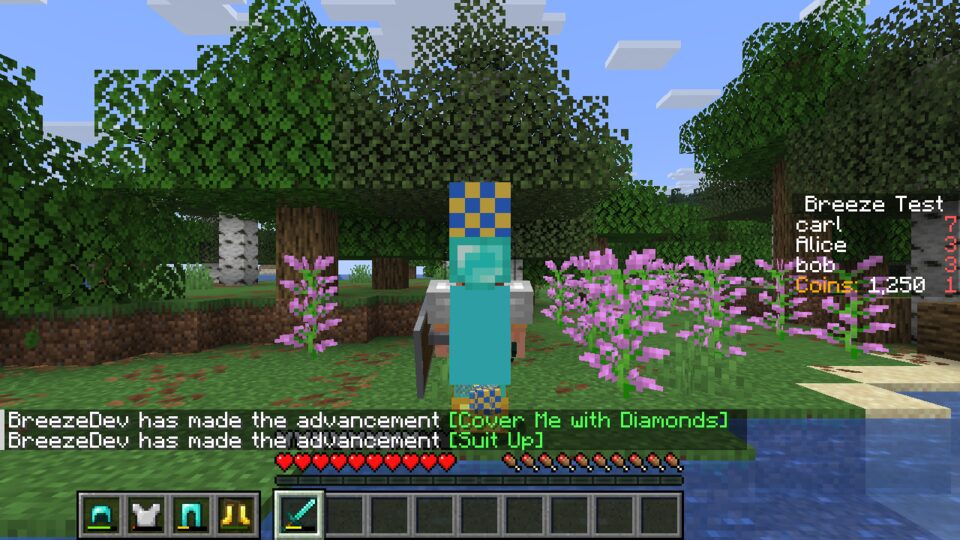 Breeze Test
carl 7
Alice 3
bob 3
Coins: 1,250 1
BreezeDev has made the advancement [Cover Me with Diamonds]
BreezeDev has made the advancement [Suit Up]